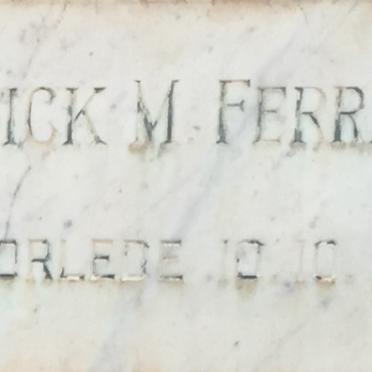 ICK M. FERR
ORLEDE 10.10